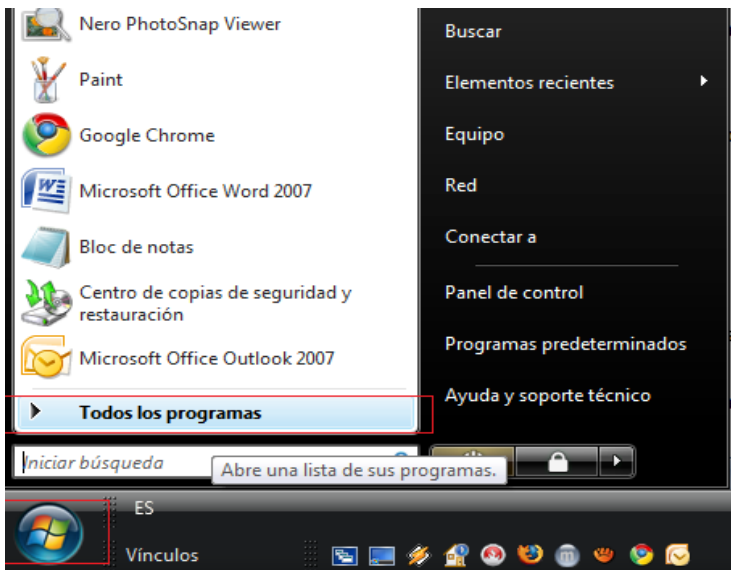 Nero PhotoSnap Viewer
Paint
Google Chrome
Microsoft Office Word 2007
Bloc de notas
Centro de copias de seguridad y
restauración
Microsoft Office Outlook 2007
Todos los programas
Iniciar búsqueda
Abre una lista de sus programas.
Buscar
Elementos recientes
Equipo
Red
Conectar a
Panel de control
Programas predeterminados
Ayuda y soporte técnico
ES
Vínculos